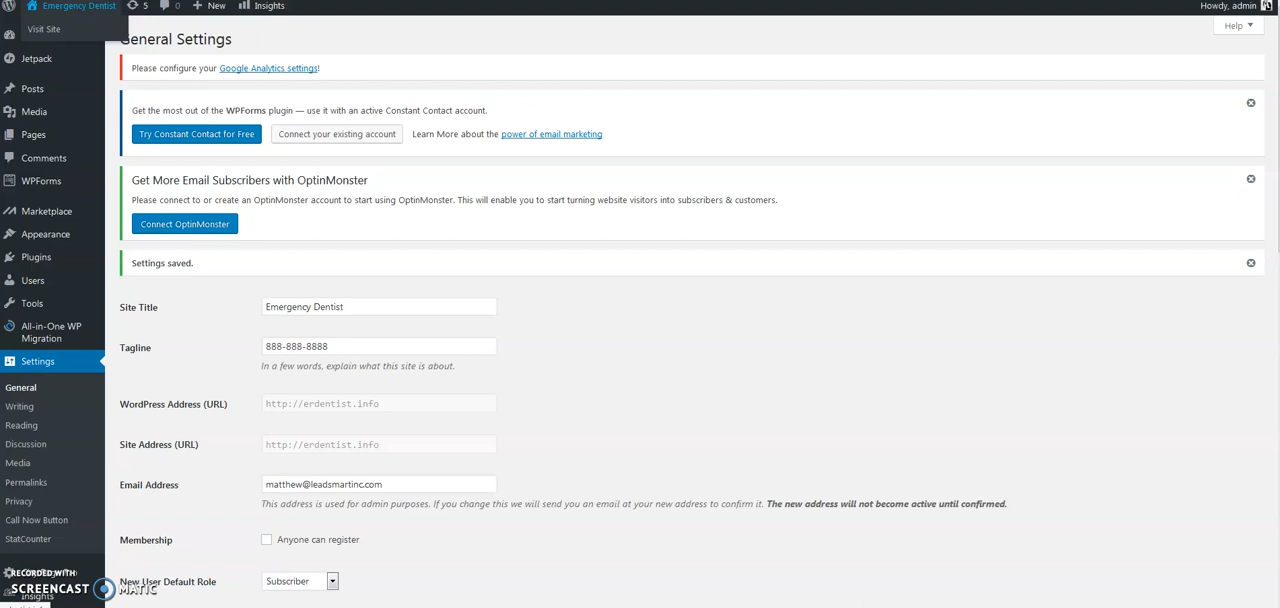 Emergency Dentist 5 0 New Insights Howdy, admin
Visit Site
Help
General Settings
Jetpack
Please configure your Google Analytics settings!
Posts
Media
Pages
Comments
WPForms
Marketplace
Appearance
Plugins
Users
Tools
All-in-One WP
Migration
Settings
General
Writing
Reading
Discussion
Media
Permalinks
Privacy
Call Now Button
StatCounter
Insights
Get the most out of the WPForms plugin — use it with an active Constant Contact account.
Try Constant Contact for Free Connect your existing account Learn More about the power of email marketing
Get More Email Subscribers with OptinMonster
Please connect to or create an OptinMonster account to start using OptinMonster. This will enable you to start turning website visitors into subscribers & customers.
Connect OptinMonster
Settings saved.
Site Title Emergency Dentist
Tagline 888-888-8888
In a few words, explain what this site is about.
WordPress Address (URL) http://erdentist.info
Site Address (URL) http://erdentist.info
Email Address matthew@leadsmartinc.com
This address is used for admin purposes. If you change this we will send you an email at your new address to confirm it. The new address will not become active until confirmed.
Membership Anyone can register
New User Default Role Subscriber
RECORDED WITH
SCREENCAST MATIC